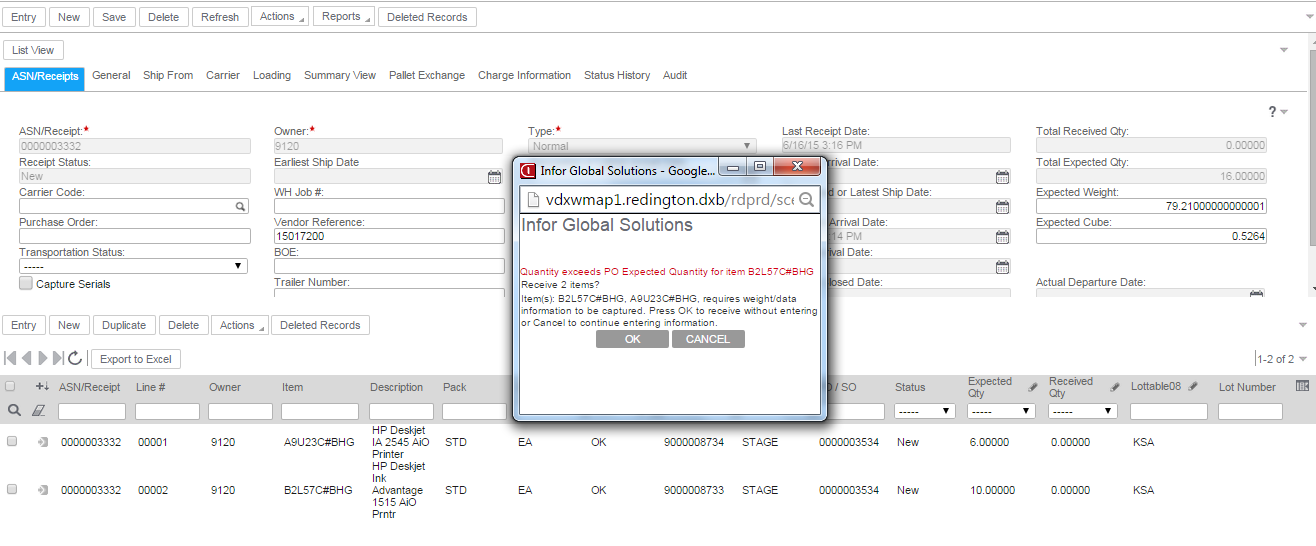 Entry New Save Delete Refresh Actions Reports Deleted Records
List View
ASN/Receipts General Ship From Carrier Loading Summary View Pallet Exchange Charge Information Status History Audit
?
ASN/Receipt:* Owner:* Type:* Last Receipt Date: Total Received Qty:
0000003332 9120 Normal 6/16/15 3:16 PM 0.00000
Receipt Status: Earliest Ship Date Arrival Date: Total Expected Qty:
New 16.00000
Carrier Code: WH Job #: or Latest Ship Date: Expected Weight:
79.21000000000001
Purchase Order: Vendor Reference: Arrival Date: Expected Cube:
15017200 14 PM 0.5264
Transportation Status: BOE: ival Date:
-----
Capture Serials Trailer Number: losed Date: Actual Departure Date:
Infor Global Solutions - Google...
vdxwmap1.redington.dxb/rdprd/sce
Infor Global Solutions
Quantity exceeds PO Expected Quantity for item B2L57C#BHG
Receive 2 items?
Item(s): B2L57C#BHG, A9U23C#BHG, requires weight/data
information to be captured. Press OK to receive without entering
or Cancel to continue entering information.
OK CANCEL
Entry New Duplicate Delete Actions Deleted Records
Export to Excel 1-2 of 2
ASN/Receipt Line # Owner Item Description Pack / SO Status Expected Qty Received Qty Lottable08 Lot Number
----- ----- -----
0000003332 00001 9120 A9U23C#BHG HP Deskjet IA 2545 AiO Printer STD EA OK 9000008734 STAGE 0000003534 New 6.00000 0.00000 KSA
0000003332 00002 9120 B2L57C#BHG HP Deskjet Ink Advantage 1515 AiO Prntr STD EA OK 9000008733 STAGE 0000003534 New 10.00000 0.00000 KSA